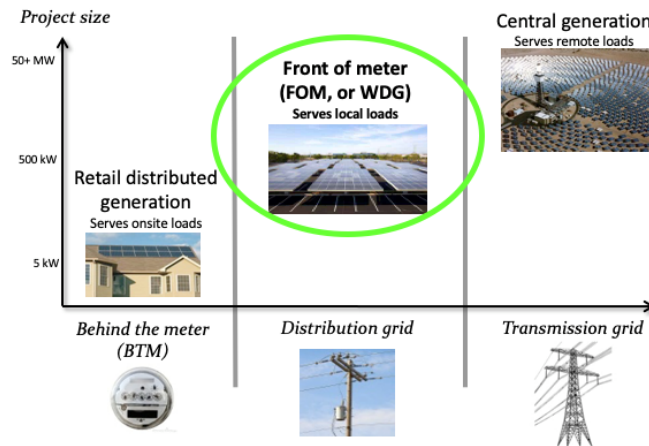 Project size
50+ MW
500 kW
5 kW
Retail distributed
generation
Serves onsite loads
Front of meter
(FOM, or WDG)
Serves local loads
Central generation
Serves remote loads
Behind the meter
(BTM)
Distribution grid
Transmission grid